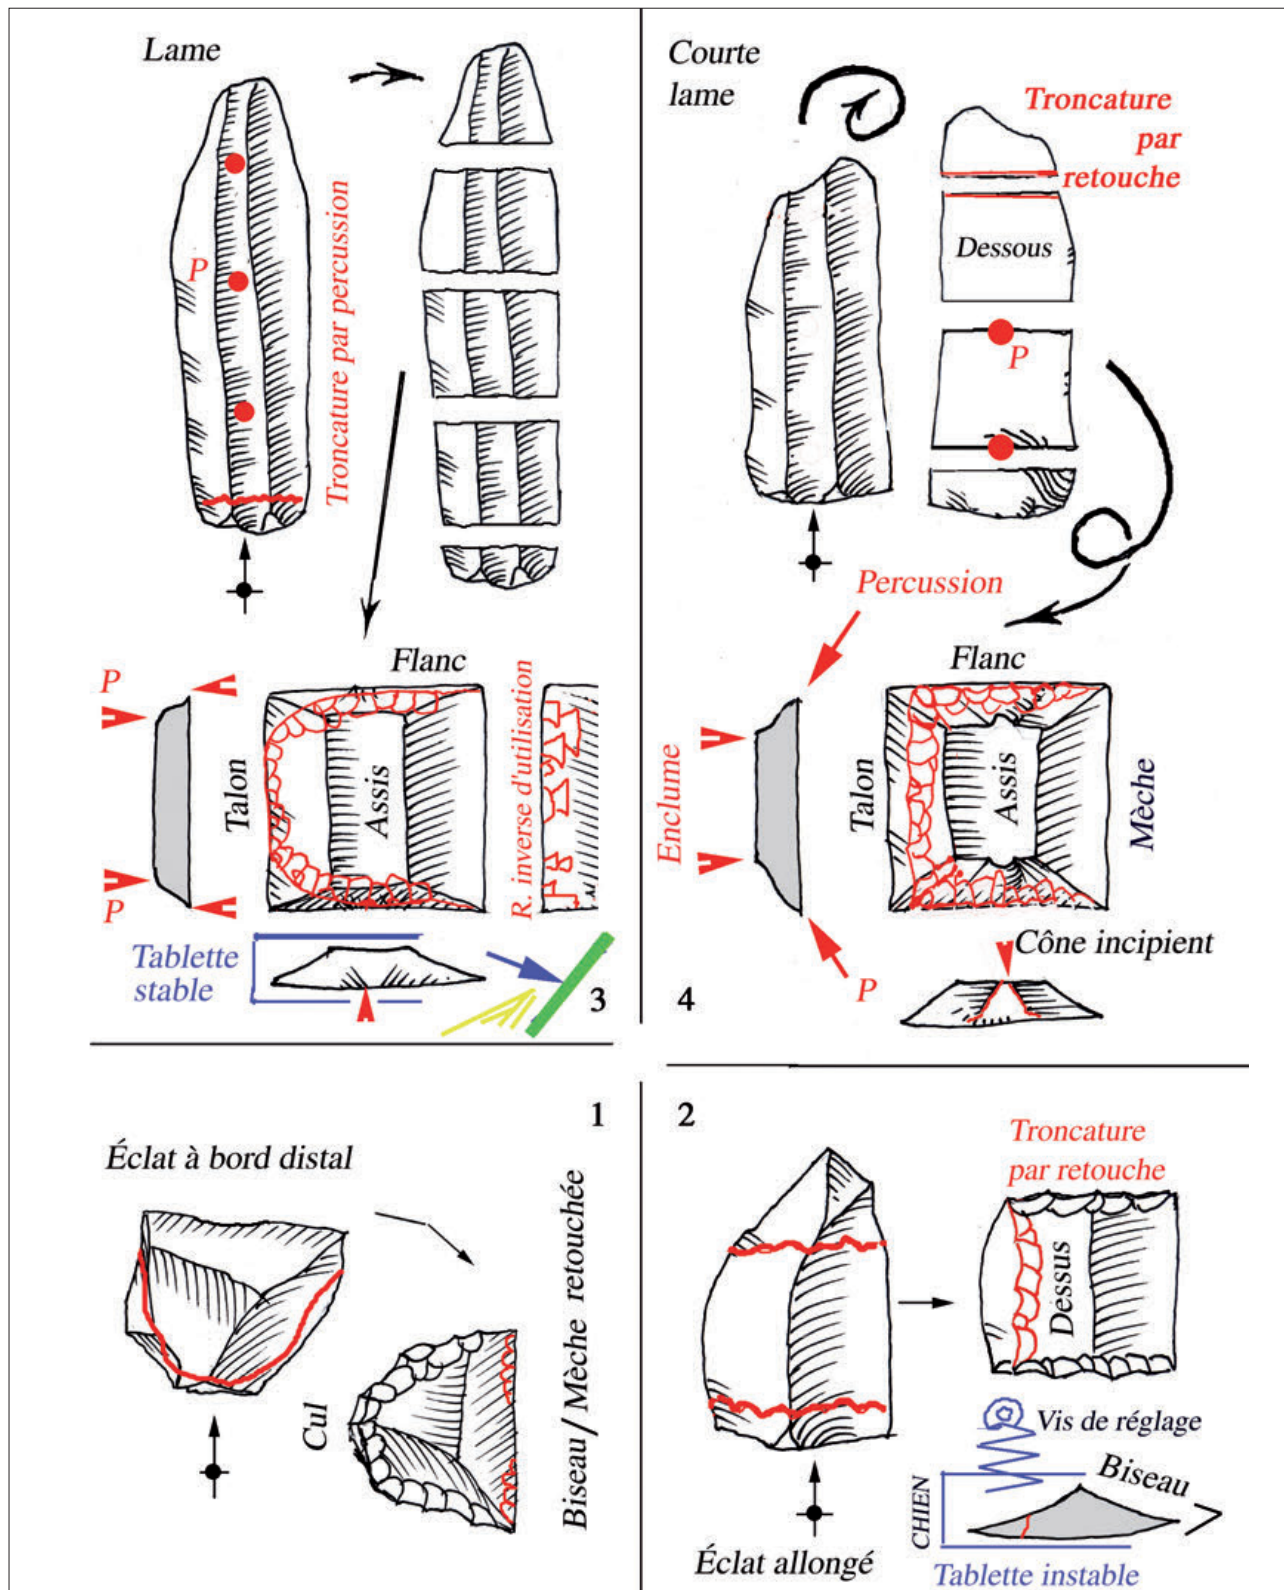 Lame
P
Troncature par percussion
Flanc
P
P
Talon
Assis
R. inverse d'utilisation
Tablette
stable
3
Courte
lame
Troncature
par
retouche
Dessous
P
Percussion
Flanc
Enclume
Talon
Assis
Mèche
P
Cône incipient
4
1
Éclat à bord distal
Cul
Biseau / Mèche retouchée
2
Troncature
par retouche
Dessus
Vis de réglage
Biseau
CHIEN
Éclat allongé
Tablette instable